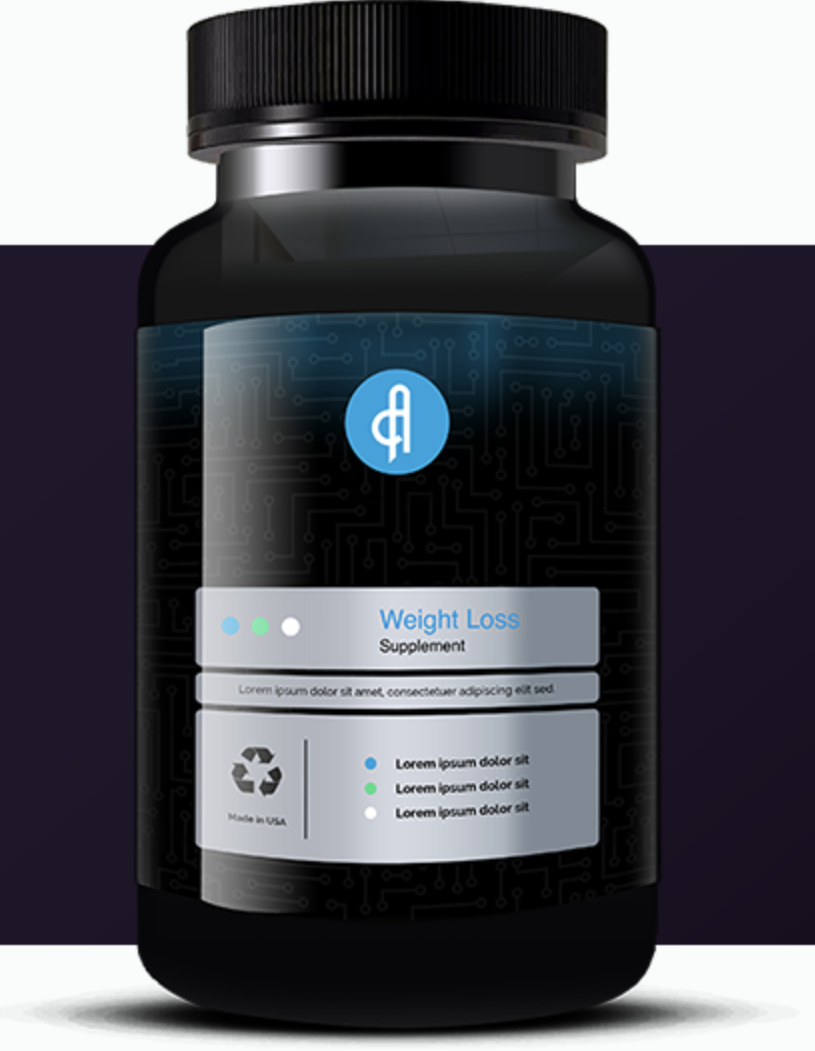 Weight Loss
Supplement
Lorem ipsum dolor sit amet, consectetuer adipiscing elit sed.
Made in USA
Lorem ipsum dolor sit
Lorem ipsum dolor sit
Lorem ipsum dolor sit